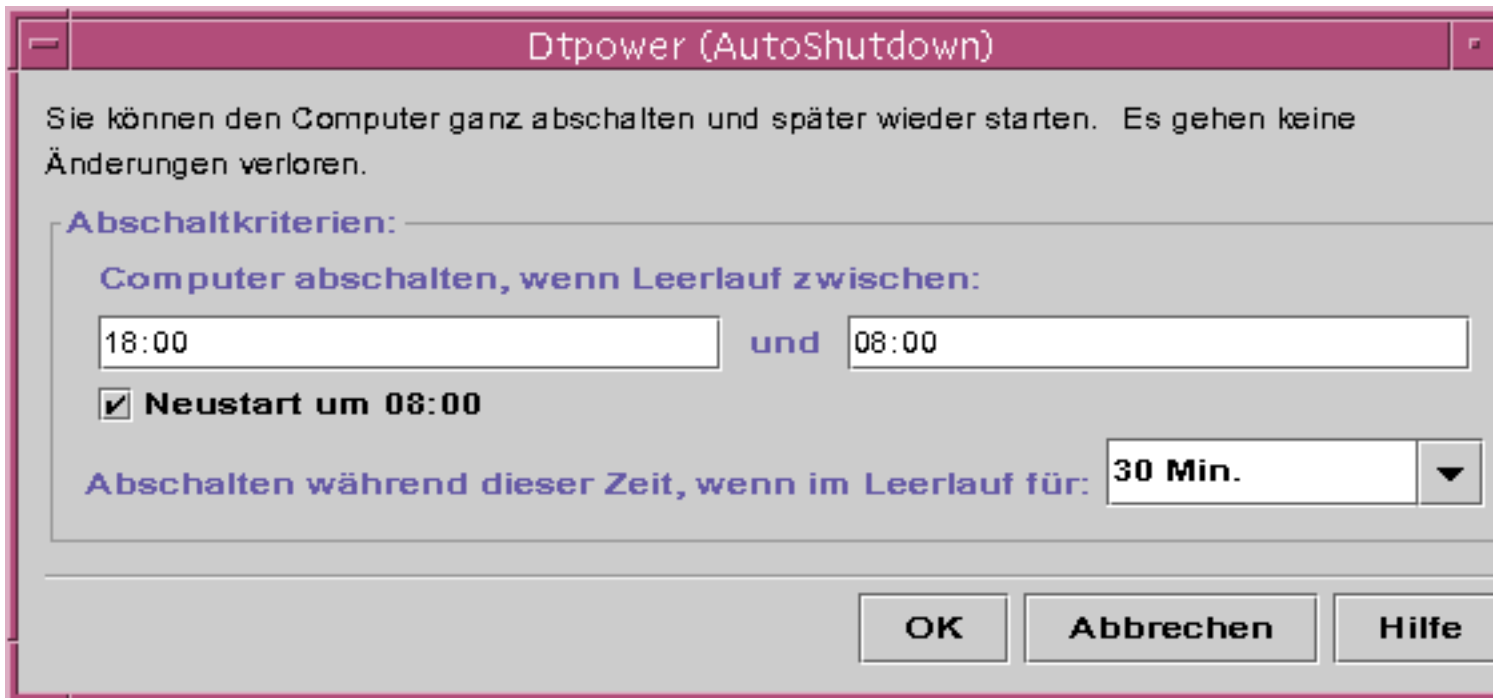 Dtpower (AutoShutdown)
Sie können den Computer ganz abschalten und später wieder starten.  Es gehen keine
Änderungen verloren.
Abschaltkriterien:
Computer abschalten, wenn Leerlauf zwischen:
18:00 und 08:00
Neustart um 08:00
Abschalten während dieser Zeit, wenn im Leerlauf für: 30 Min.
OK Abbrechen Hilfe